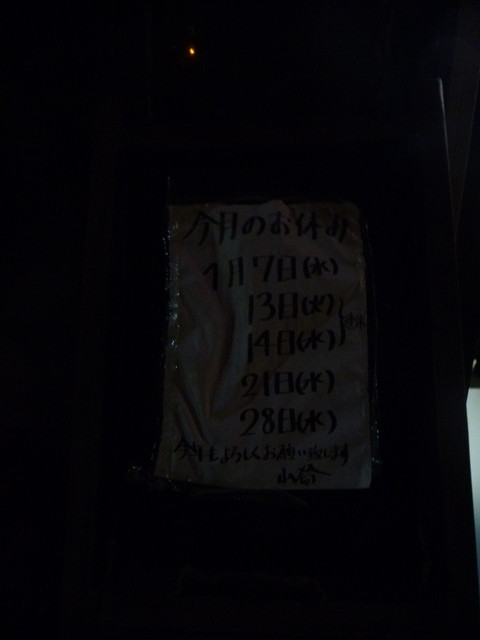 今月のお休み
1月7日(水)
13日(火)
14日(水)
連休
21日(水)
28日(水)
今年もよろしくお願い致します